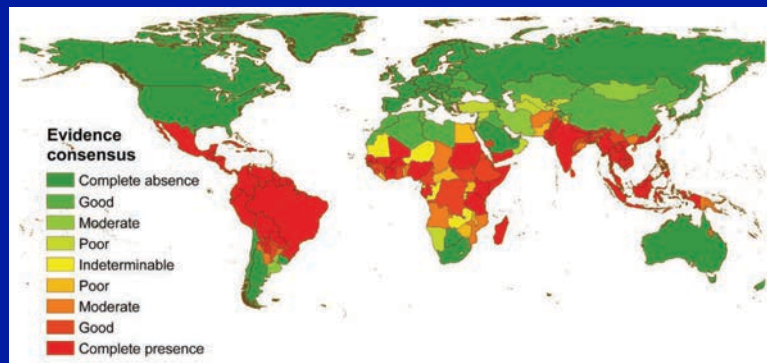 Evidence
consensus
Complete absence
Good
Moderate
Poor
Indeterminable
Poor
Moderate
Good
Complete presence